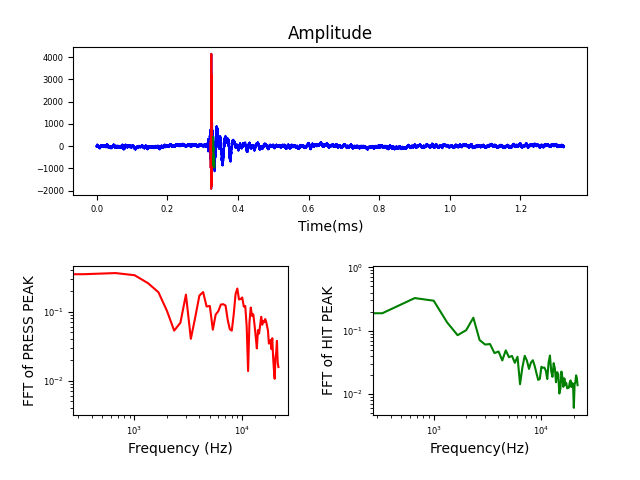 Amplitude
4000
3000
2000
1000
0
−1000
−2000
0.0 0.2 0.4 0.6 0.8 1.0 1.2
Time(ms)
FFT of PRESS PEAK
10⁻¹
10⁻²
10³ 10⁴
Frequency (Hz)
FFT of HIT PEAK
10⁰
10⁻¹
10⁻²
10³ 10⁴
Frequency(Hz)